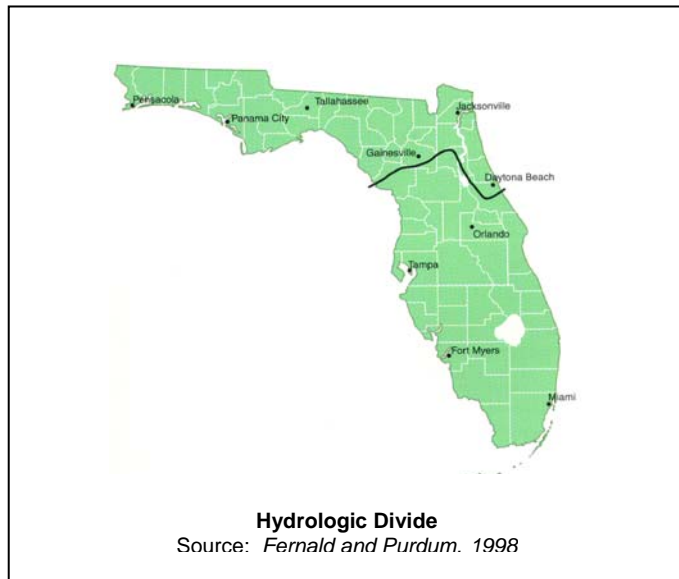 Pensacola
Tallahassee
Jacksonville
Panama City
Gainesville
Daytona Beach
Orlando
Tampa
Fort Myers
Miami
Hydrologic Divide
Source: Fernald and Purdum, 1998